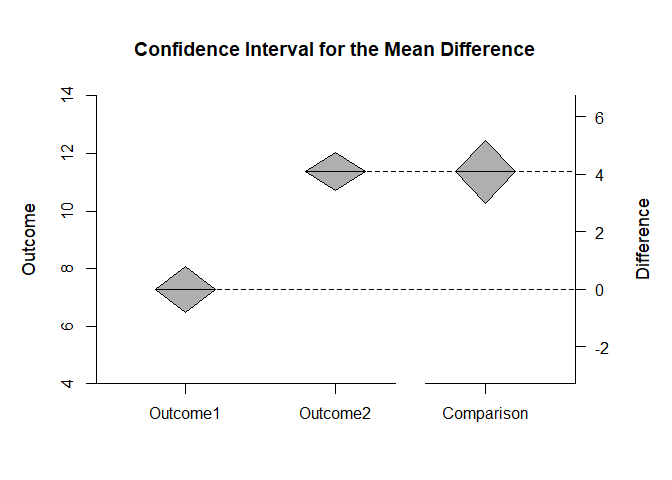 Confidence Interval for the Mean Difference
14
12
10
8
6
4
Outcome
6
4
2
0
-2
Difference
Outcome1 Outcome2 Comparison